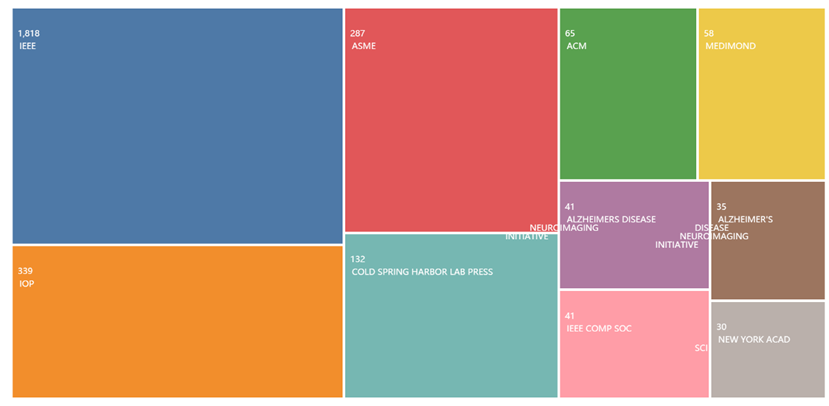 1,818
IEEE
287
ASME
65
ACM
58
MEDIMOND
339
IOP
132
COLD SPRING HARBOR LAB PRESS
41
ALZHEIMERS DISEASE
NEUROIMAGING
INITIATIVE
35
ALZHEIMER'S
DISEASE
NEUROIMAGING
INITIATIVE
41
IEEE COMP SOC
30
NEW YORK ACAD
SCI